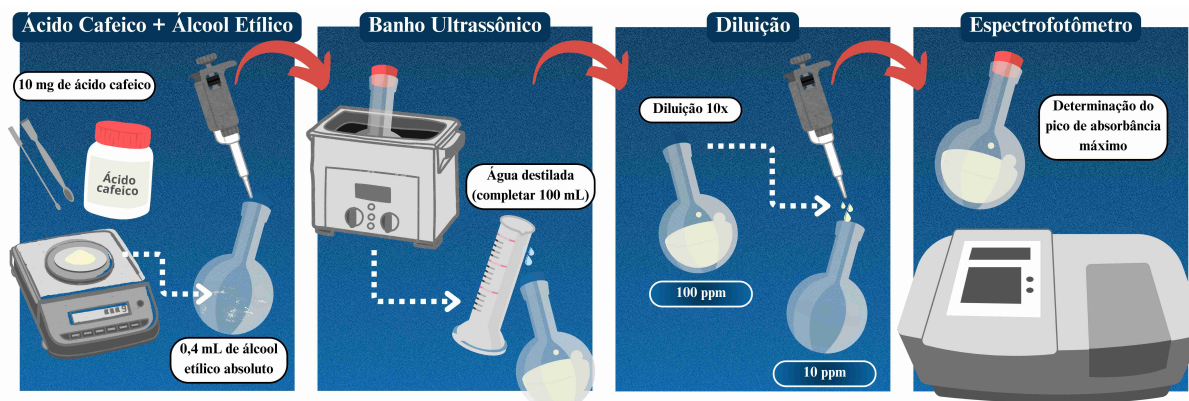 Ácido Cafeico + Álcool Etílico
10 mg de ácido cafeico
Ácido
cafeico
0,4 mL de álcool
etílico absoluto
Banho Ultrassônico
Água destilada
(completar 100 mL)
Diluição
Diluição 10x
100 ppm
10 ppm
Espectrofotômetro
Determinação do
pico de absorbância
máximo